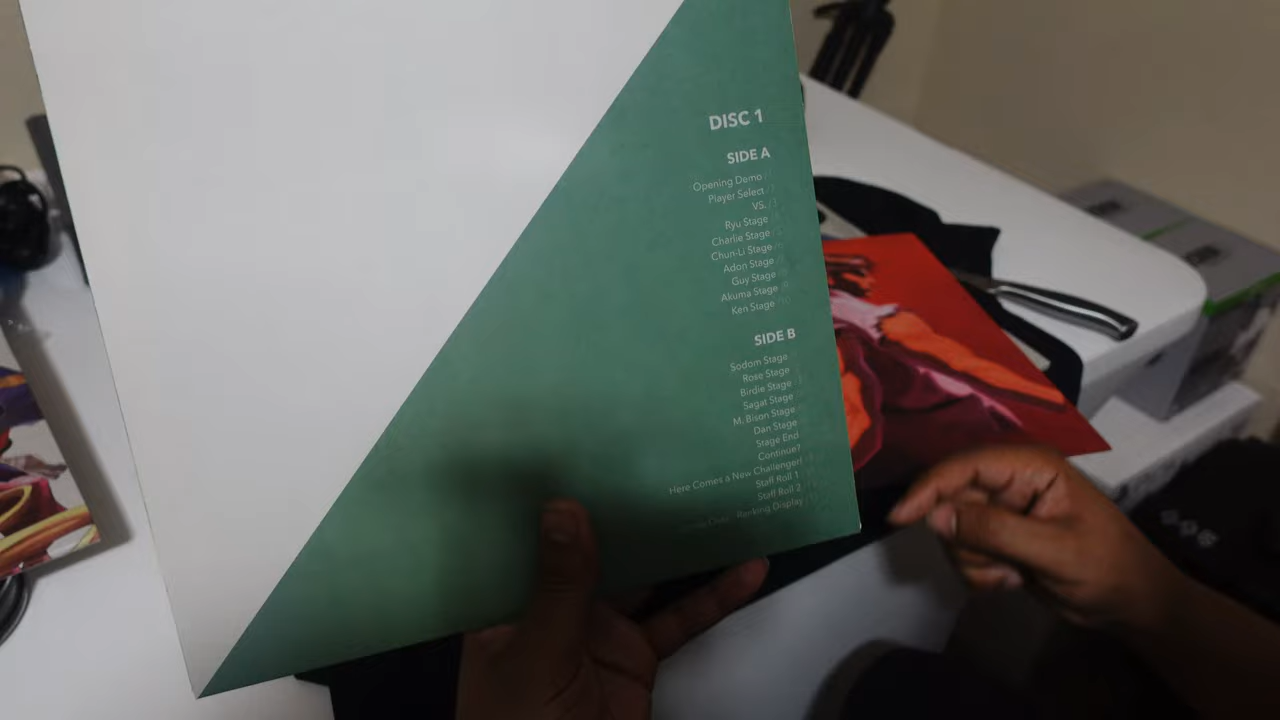 DISC 1
SIDE A
Opening Demo
Player Select
VS.
Ryu Stage
Charlie Stage
Chun-Li Stage
Adon Stage
Guy Stage
Akuma Stage
Ken Stage
SIDE B
Sodom Stage
Rose Stage
Birdie Stage
Sagat Stage
M. Bison Stage
Dan Stage
Stage End
Continue?
Here Comes a New Challenger!
Staff Roll 1
Staff Roll 2
Ranking Display